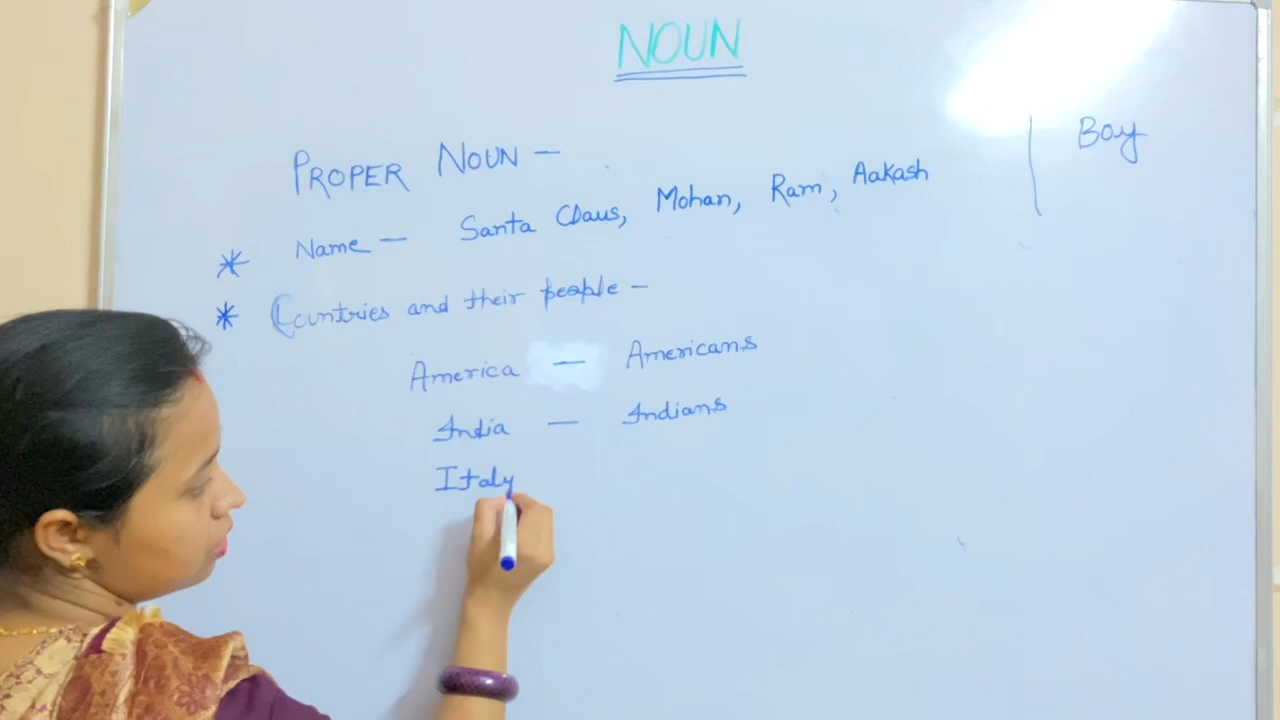 NOUN
PROPER NOUN -
Boy
* Name - Santa Claus, Mohan, Ram, Aakash
* Countries and their people -
America - Americans
India - Indians
Italy